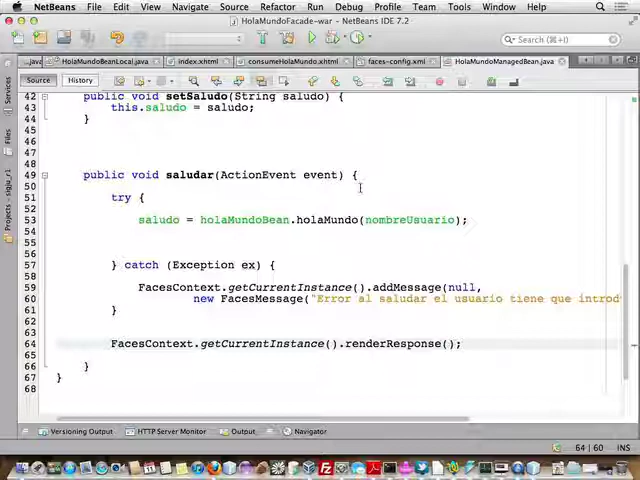 NetBeans File Edit View Navigate Source Refactor Run Debug Profile Team Tools Window Help
HolaMundoFacade-war - NetBeans IDE 7.2
Search (⌘+I)
...java HolaMundoBeanLocal.java index.xhtml consumeHolaMundo.xhtml faces-config.xml HolaMundoManagedBean.java
Source History
Services
Files
Projects - sigju_r1
42 public void setSaludo(String saludo) {
43 this.saludo = saludo;
44 }
45
46
47
48
49 public void saludar(ActionEvent event) {
50
51 try {
52
53 saludo = holaMundoBean.holaMundo(nombreUsuario);
54
55
56
57 } catch (Exception ex) {
58
59 FacesContext.getCurrentInstance().addMessage(null,
60 new FacesMessage("Error al saludar el usuario tiene que introd
61 }
62
63
64 FacesContext.getCurrentInstance().renderResponse();
65
66 }
67 }
68
Versioning Output HTTP Server Monitor Output Navigator
64 | 60 INS